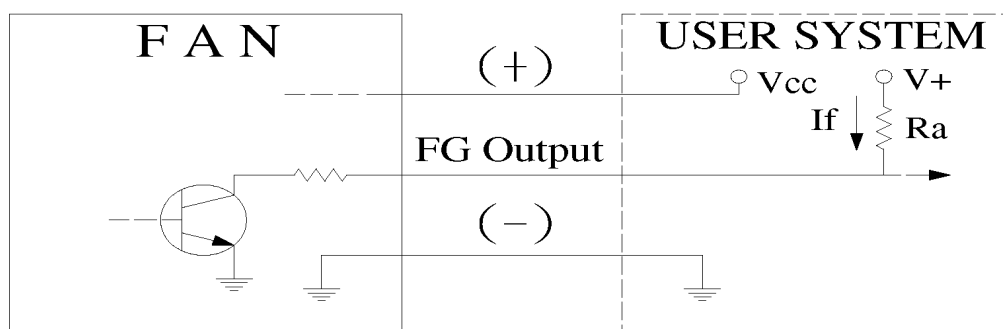 F A N
USER SYSTEM
(+)
Vcc
V+
If
Ra
FG Output
(-)